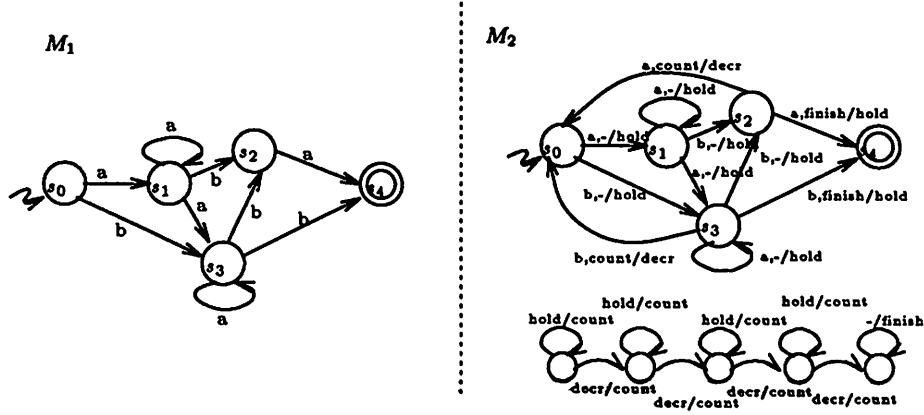 M₁
M₂
a
a
a
s₀
s₁
s₂
s₄
b
a
b
b
b
s₃
a
a,count/decr
a,-/hold
a,finish/hold
a,-/hold
s₀
s₁
s₂
s₄
b,-/hold
b,-/hold
a,-/hold
b,-/hold
b,finish/hold
s₃
b,count/decr
a,-/hold
hold/count
hold/count
hold/count
hold/count
-/finish
decr/count
decr/count
decr/count
decr/count